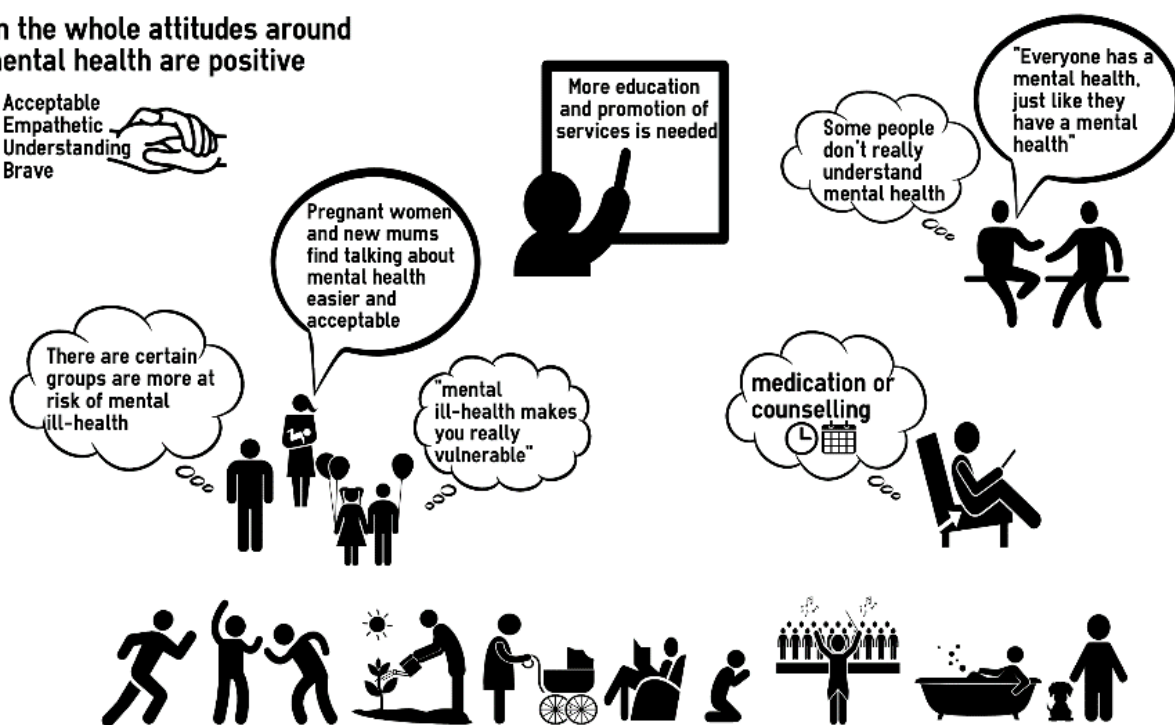 n the whole attitudes around
mental health are positive
Acceptable
Empathetic
Understanding
Brave
More education
and promotion of
services is needed
Some people
don't really
understand
mental health
"Everyone has a
mental health,
just like they
have a mental
health"
Pregnant women
and new mums
find talking about
mental health
easier and
acceptable
There are certain
groups are more at
risk of mental
ill-health
"mental
ill-health makes
you really
vulnerable"
medication or
counselling